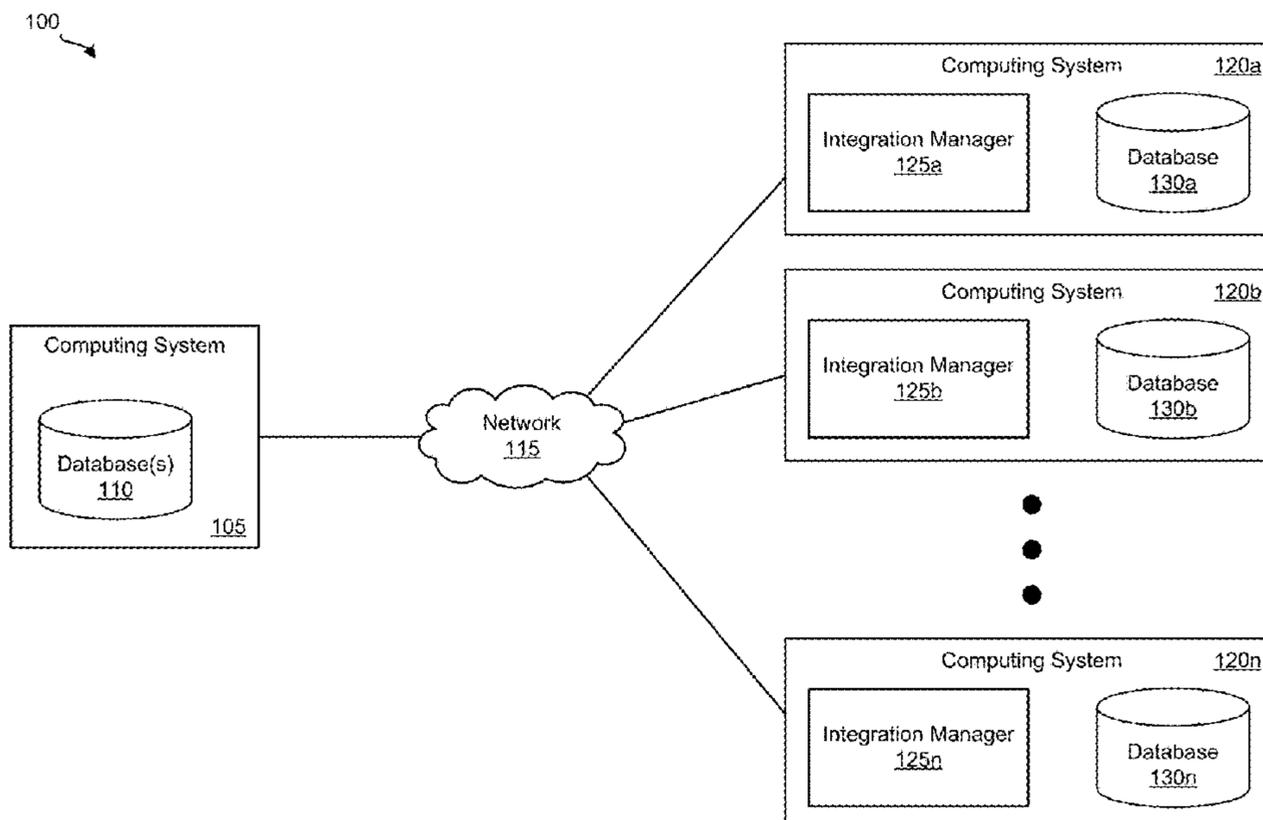 100
Computing System 120a
Integration Manager
125a
Database
130a
Computing System 120b
Integration Manager
125b
Database
130b
Computing System
Database(s)
110
105
Network
115
Computing System 120n
Integration Manager
125n
Database
130n